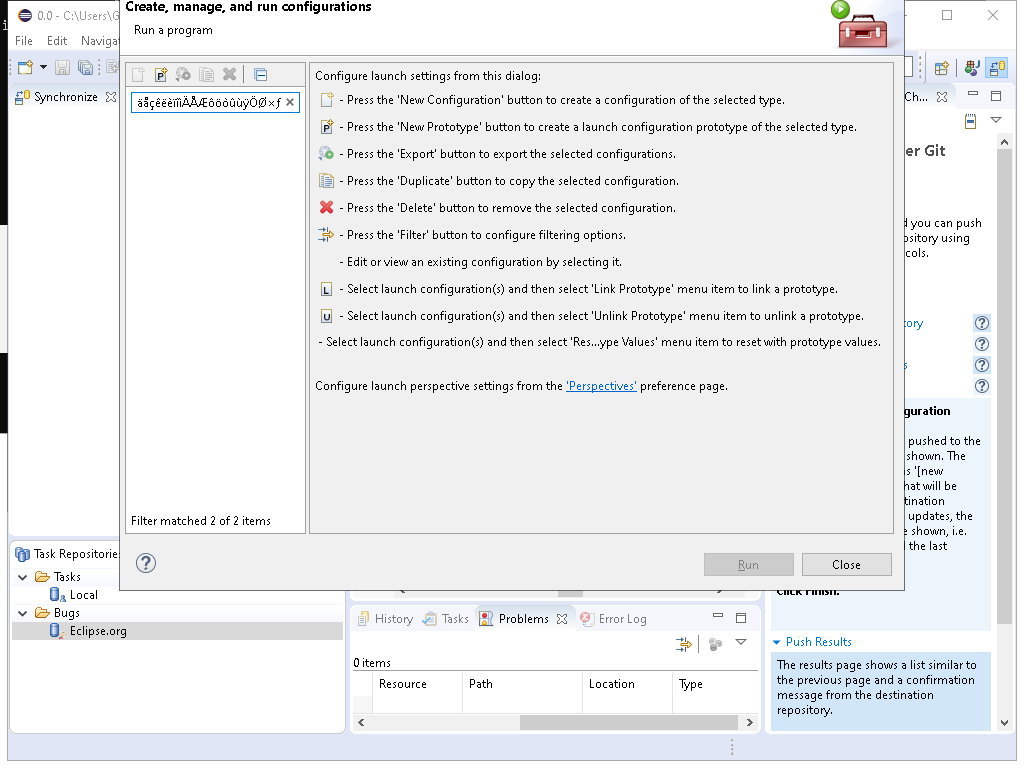 Create, manage, and run configurations
0.0 - C:\Users\G
Run a program
File Edit Naviga
Synchronize
Ch...
äåçêëèïîìÄÅÆôöòûùÿÖØ×ƒ
Configure launch settings from this dialog:
- Press the 'New Configuration' button to create a configuration of the selected type.
P - Press the 'New Prototype' button to create a launch configuration prototype of the selected type.
- Press the 'Export' button to export the selected configurations.
- Press the 'Duplicate' button to copy the selected configuration.
- Press the 'Delete' button to remove the selected configuration.
- Press the 'Filter' button to configure filtering options.
- Edit or view an existing configuration by selecting it.
L - Select launch configuration(s) and then select 'Link Prototype' menu item to link a prototype.
U - Select launch configuration(s) and then select 'Unlink Prototype' menu item to unlink a prototype.
- Select launch configuration(s) and then select 'Res...ype Values' menu item to reset with prototype values.
Configure launch perspective settings from the 'Perspectives' preference page.
Filter matched 2 of 2 items
Run
Close
er Git
you can push
ository using
cols.
ory
guration
pushed to the
shown. The
s '[new
hat will be
tination
updates, the
e shown, i.e.
the last
Click Finish.
Push Results
The results page shows a list similar to
the previous page and a confirmation
message from the destination
repository.
Task Repositorie
Tasks
Local
Bugs
Eclipse.org
History Tasks Problems Error Log
0 items
Resource Path Location Type